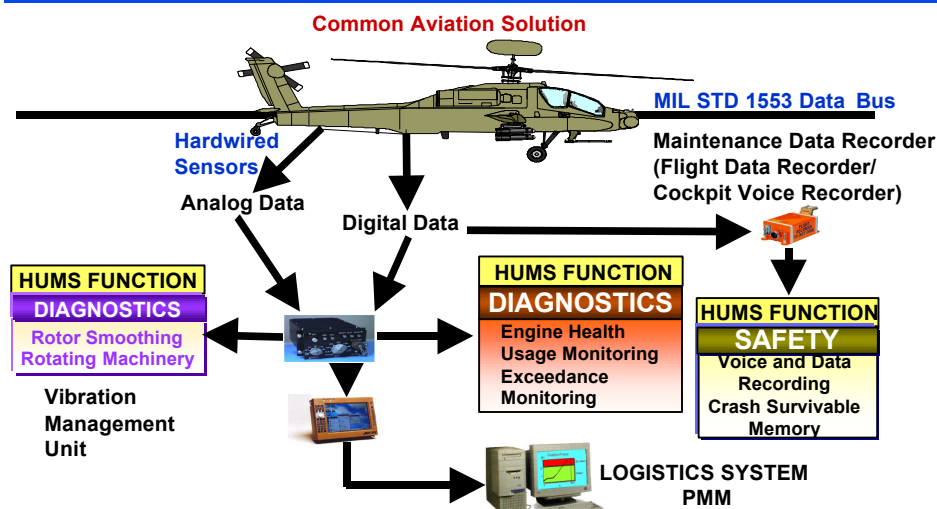 Common Aviation Solution
MIL STD 1553 Data Bus
Hardwired
Sensors
Maintenance Data Recorder
(Flight Data Recorder/
Cockpit Voice Recorder)
Analog Data
Digital Data
HUMS FUNCTION
DIAGNOSTICS
Rotor Smoothing
Rotating Machinery
Vibration
Management
Unit
HUMS FUNCTION
DIAGNOSTICS
Engine Health
Usage Monitoring
Exceedance
Monitoring
HUMS FUNCTION
SAFETY
Voice and Data
Recording
Crash Survivable
Memory
LOGISTICS SYSTEM
PMM